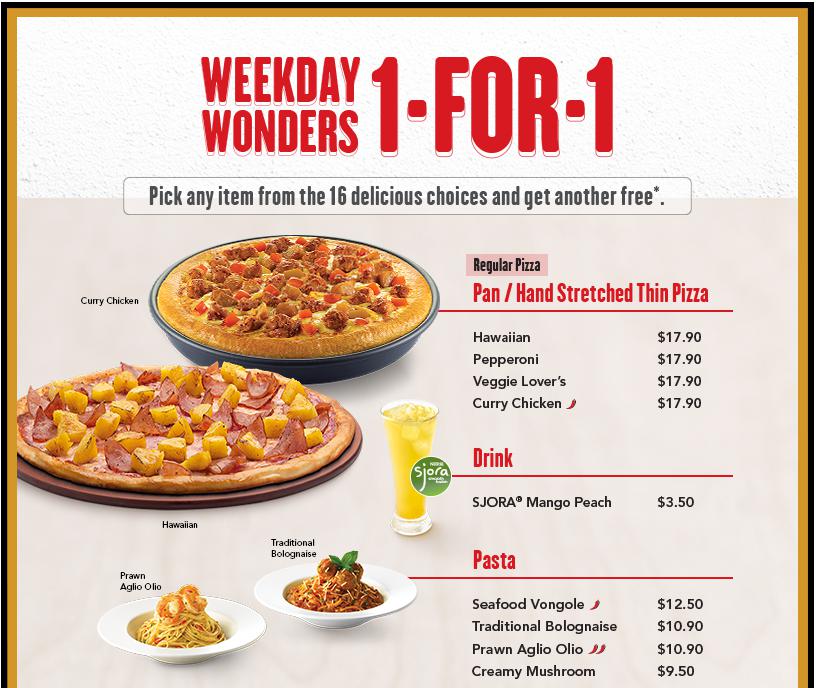 WEEKDAY
WONDERS
1-FOR-1
Pick any item from the 16 delicious choices and get another free*.
Curry Chicken
Regular Pizza
Pan / Hand Stretched Thin Pizza
Hawaiian $17.90
Pepperoni $17.90
Veggie Lover's $17.90
Curry Chicken $17.90
Hawaiian
Nestlé
sjora
Drink
SJORA® Mango Peach $3.50
Traditional
Bolognaise
Prawn
Aglio Olio
Pasta
Seafood Vongole $12.50
Traditional Bolognaise $10.90
Prawn Aglio Olio $10.90
Creamy Mushroom $9.50